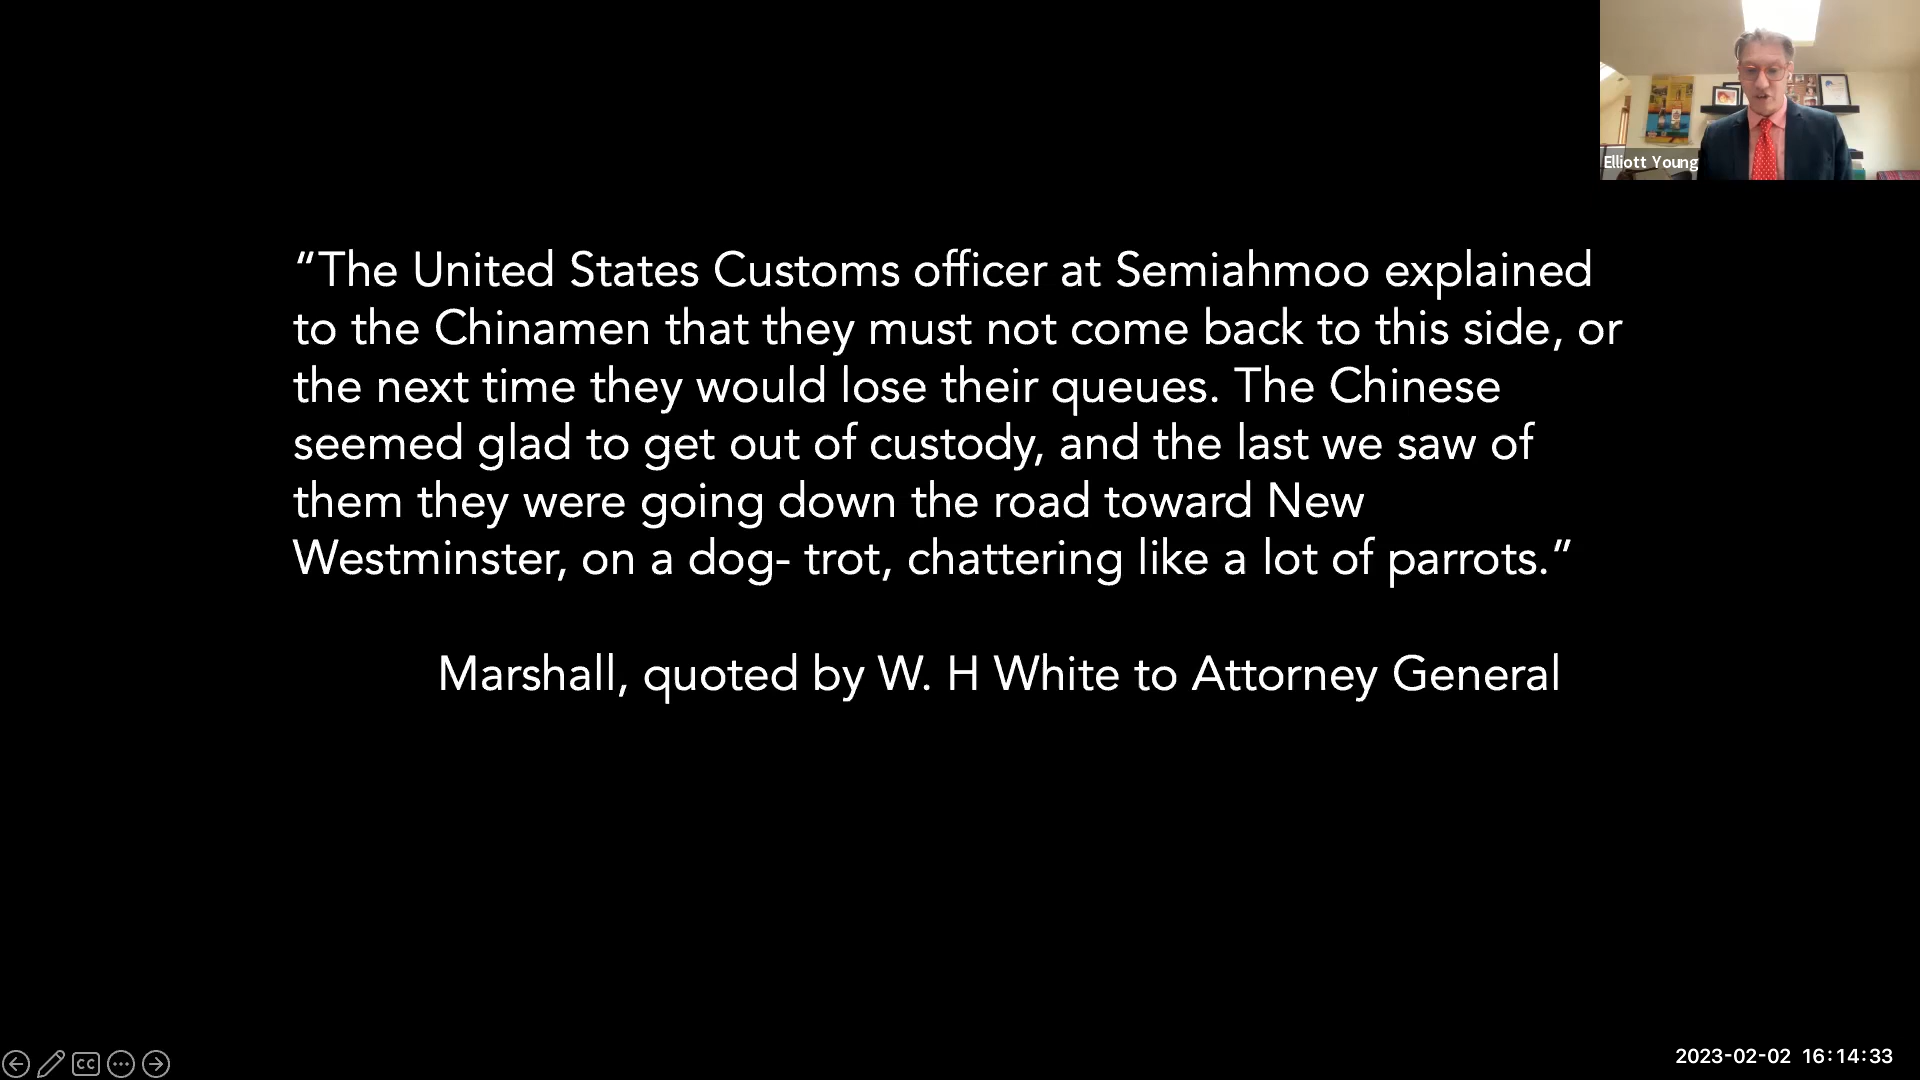 Elliott Young
“The United States Customs officer at Semiahmoo explained
to the Chinamen that they must not come back to this side, or
the next time they would lose their queues. The Chinese
seemed glad to get out of custody, and the last we saw of
them they were going down the road toward New
Westminster, on a dog- trot, chattering like a lot of parrots.”
Marshall, quoted by W. H White to Attorney General
CC
2023-02-02 16:14:33